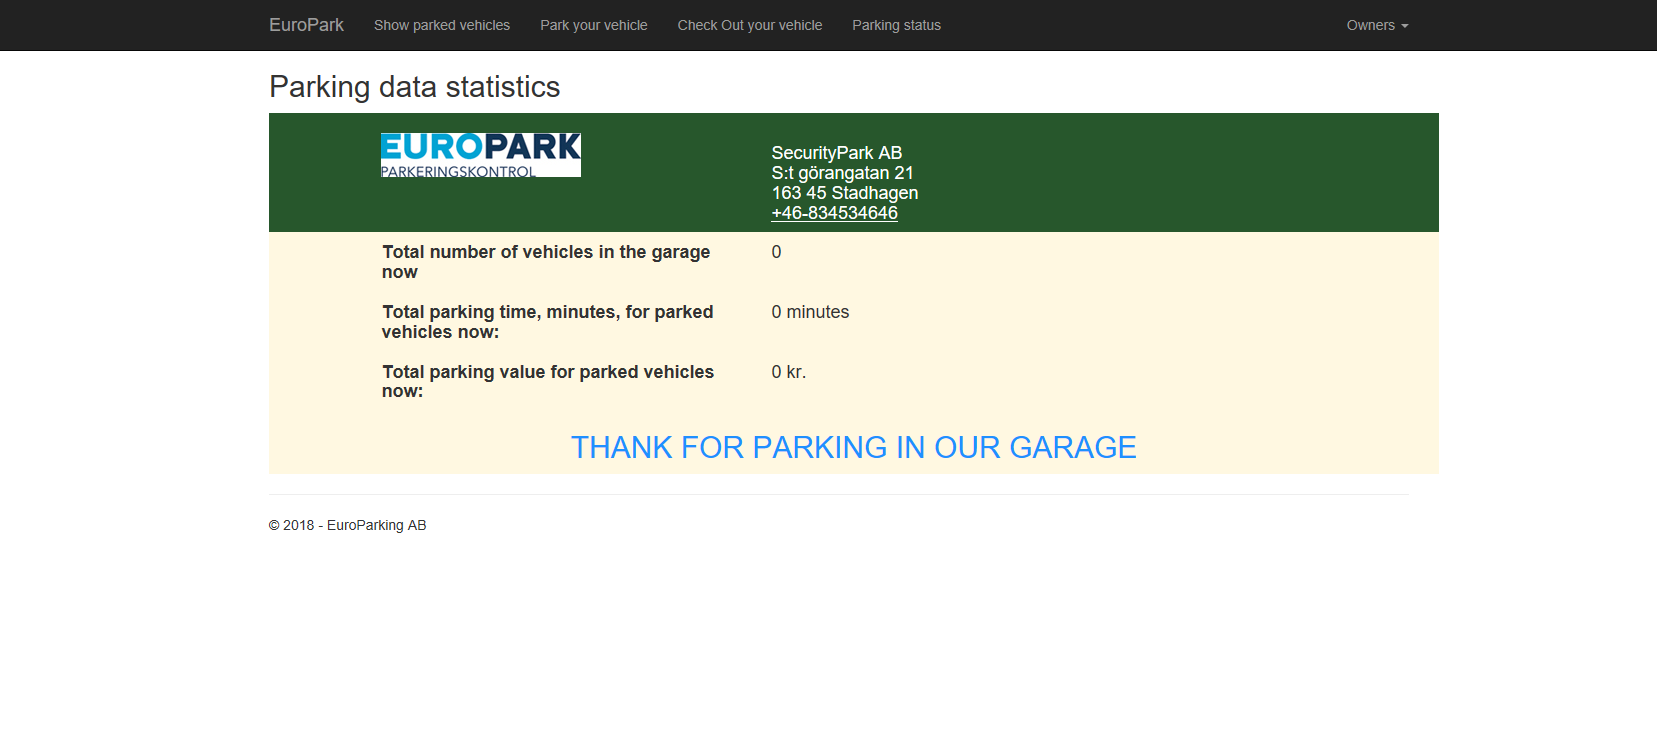 EuroPark Show parked vehicles Park your vehicle Check Out your vehicle Parking status Owners
Parking data statistics
EUROPARK
PARKERINGSKONTROL
SecurityPark AB
S:t görangatan 21
163 45 Stadhagen
+46-834534646
Total number of vehicles in the garage
now
0
Total parking time, minutes, for parked
vehicles now:
0 minutes
Total parking value for parked vehicles
now:
0 kr.
THANK FOR PARKING IN OUR GARAGE
© 2018 - EuroParking AB